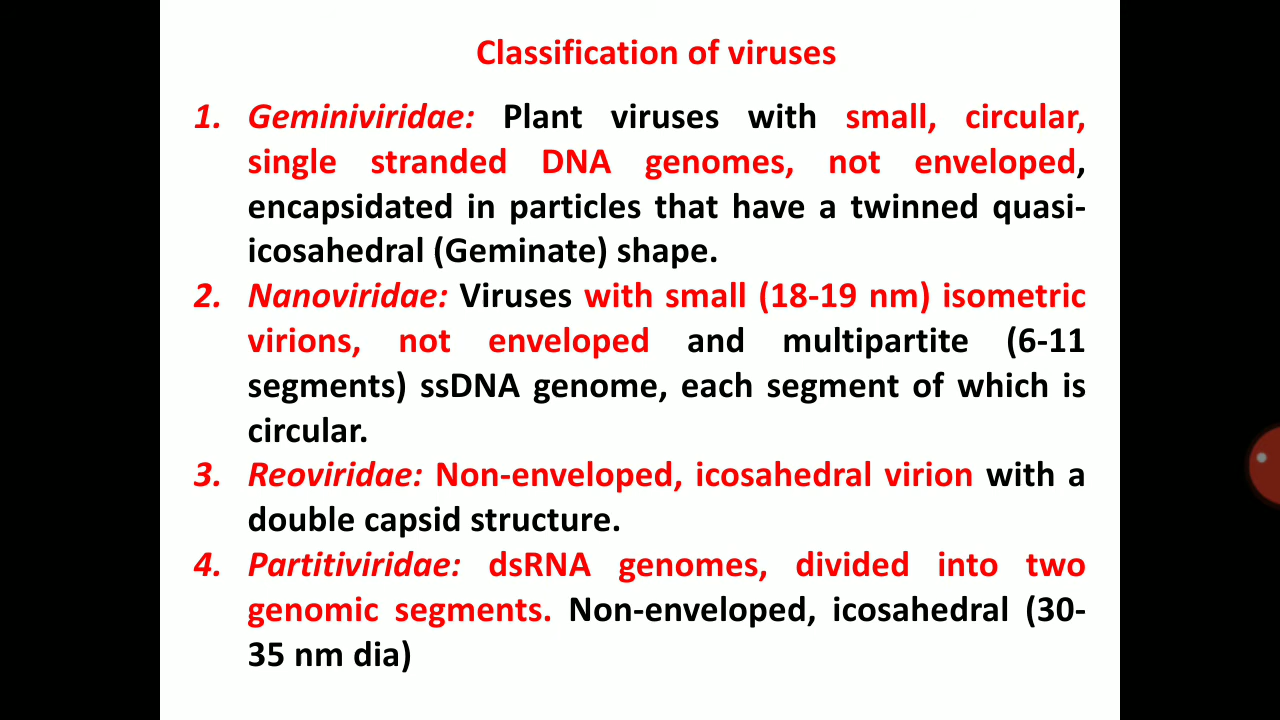 Classification of viruses
1. Geminiviridae: Plant viruses with small, circular,
single stranded DNA genomes, not enveloped,
encapsidated in particles that have a twinned quasi-
icosahedral (Geminate) shape.
2. Nanoviridae: Viruses with small (18-19 nm) isometric
virions, not enveloped and multipartite (6-11
segments) ssDNA genome, each segment of which is
circular.
3. Reoviridae: Non-enveloped, icosahedral virion with a
double capsid structure.
4. Partitiviridae: dsRNA genomes, divided into two
genomic segments. Non-enveloped, icosahedral (30-
35 nm dia)